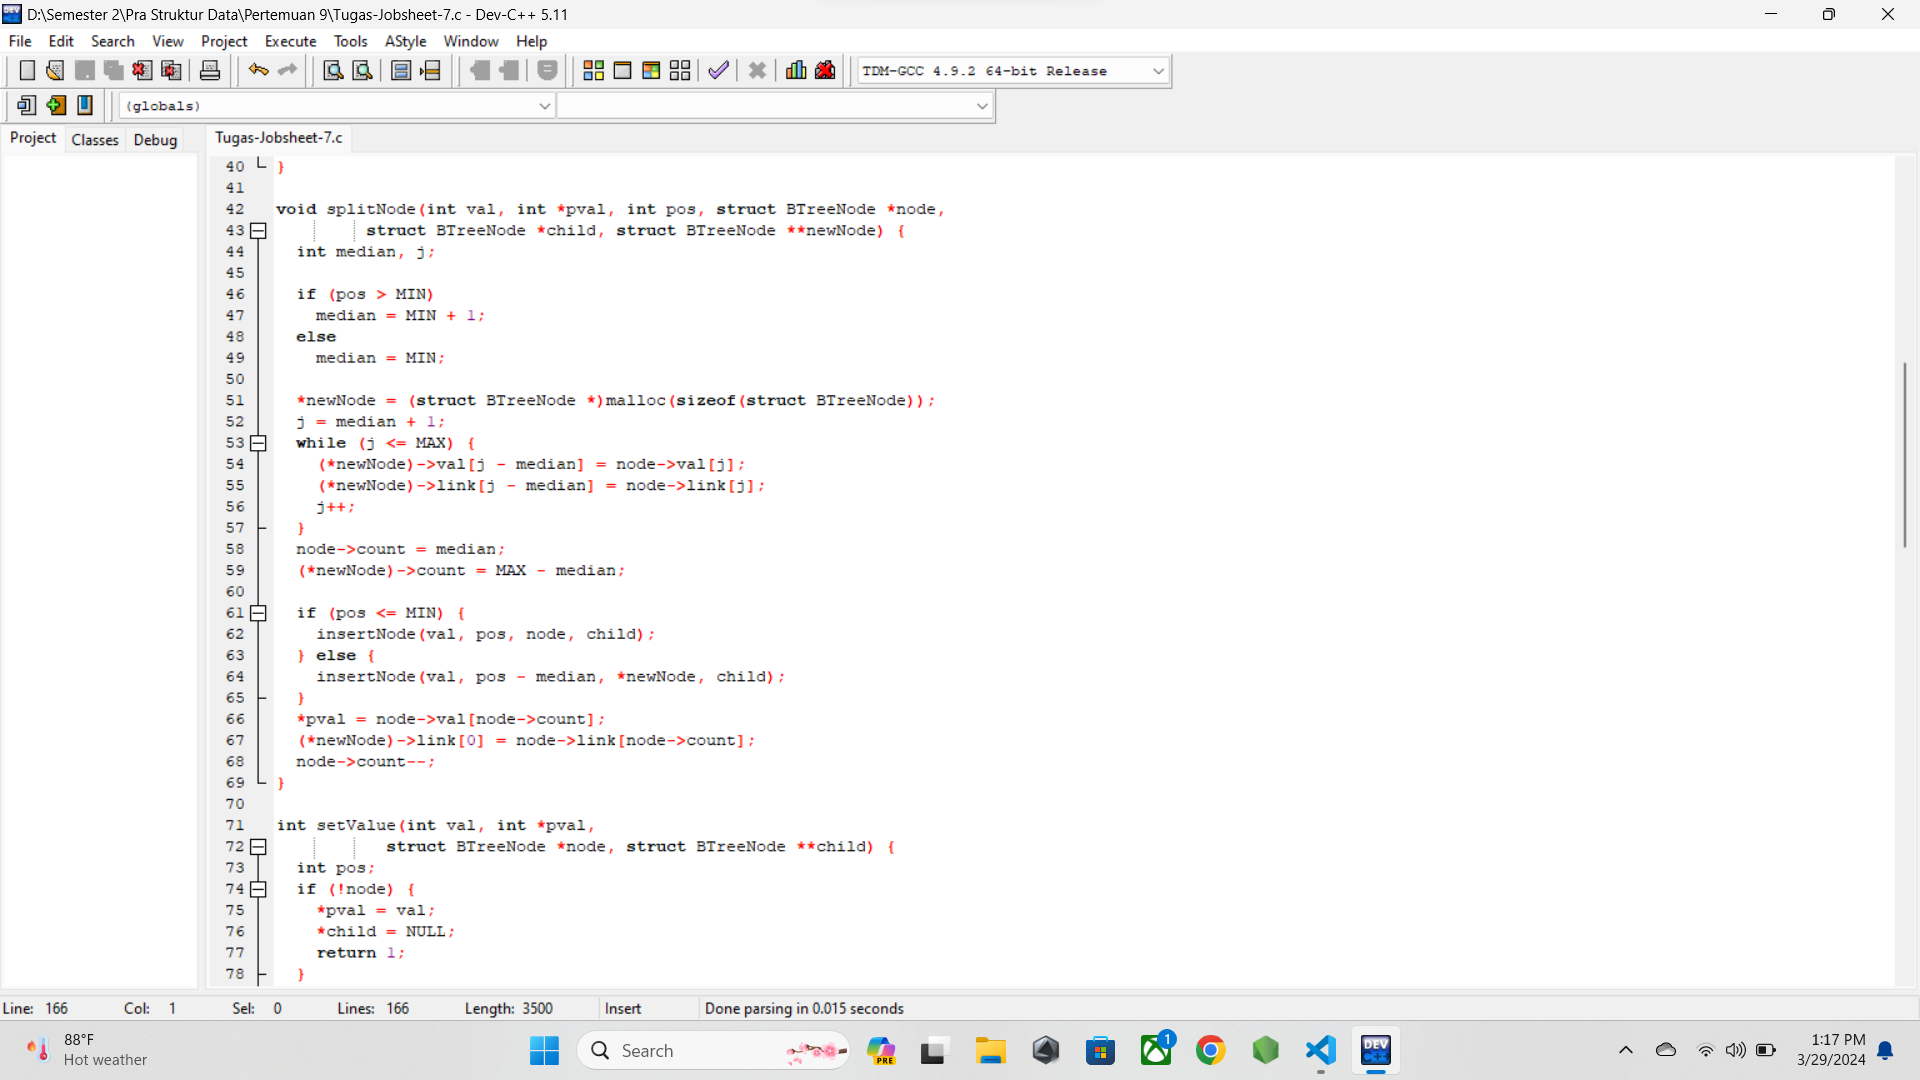 D:\Semester 2\Pra Struktur Data\Pertemuan 9\Tugas-Jobsheet-7.c - Dev-C++ 5.11
File Edit Search View Project Execute Tools AStyle Window Help
TDM-GCC 4.9.2 64-bit Release
(globals)
Project Classes Debug
Tugas-Jobsheet-7.c
40 }
41
42 void splitNode(int val, int *pval, int pos, struct BTreeNode *node,
43 struct BTreeNode *child, struct BTreeNode **newNode) {
44 int median, j;
45
46 if (pos > MIN)
47 median = MIN + 1;
48 else
49 median = MIN;
50
51 *newNode = (struct BTreeNode *)malloc(sizeof(struct BTreeNode));
52 j = median + 1;
53 while (j <= MAX) {
54 (*newNode)->val[j - median] = node->val[j];
55 (*newNode)->link[j - median] = node->link[j];
56 j++;
57 }
58 node->count = median;
59 (*newNode)->count = MAX - median;
60
61 if (pos <= MIN) {
62 insertNode(val, pos, node, child);
63 } else {
64 insertNode(val, pos - median, *newNode, child);
65 }
66 *pval = node->val[node->count];
67 (*newNode)->link[0] = node->link[node->count];
68 node->count--;
69 }
70
71 int setValue(int val, int *pval,
72 struct BTreeNode *node, struct BTreeNode **child) {
73 int pos;
74 if (!node) {
75 *pval = val;
76 *child = NULL;
77 return 1;
78 }
Line: 166 Col: 1 Sel: 0 Lines: 166 Length: 3500 Insert Done parsing in 0.015 seconds
88°F
Hot weather
Search
PRE
1
DEV
C++
1:17 PM
3/29/2024